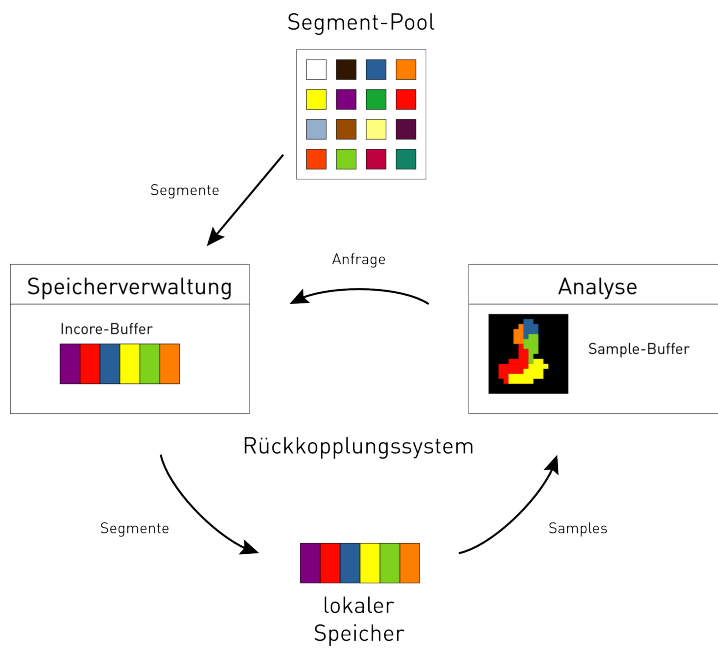 Segment-Pool
Segmente
Anfrage
Speicherverwaltung
Incore-Buffer
Analyse
Sample-Buffer
Rückkopplungssystem
Segmente
Samples
lokaler
Speicher